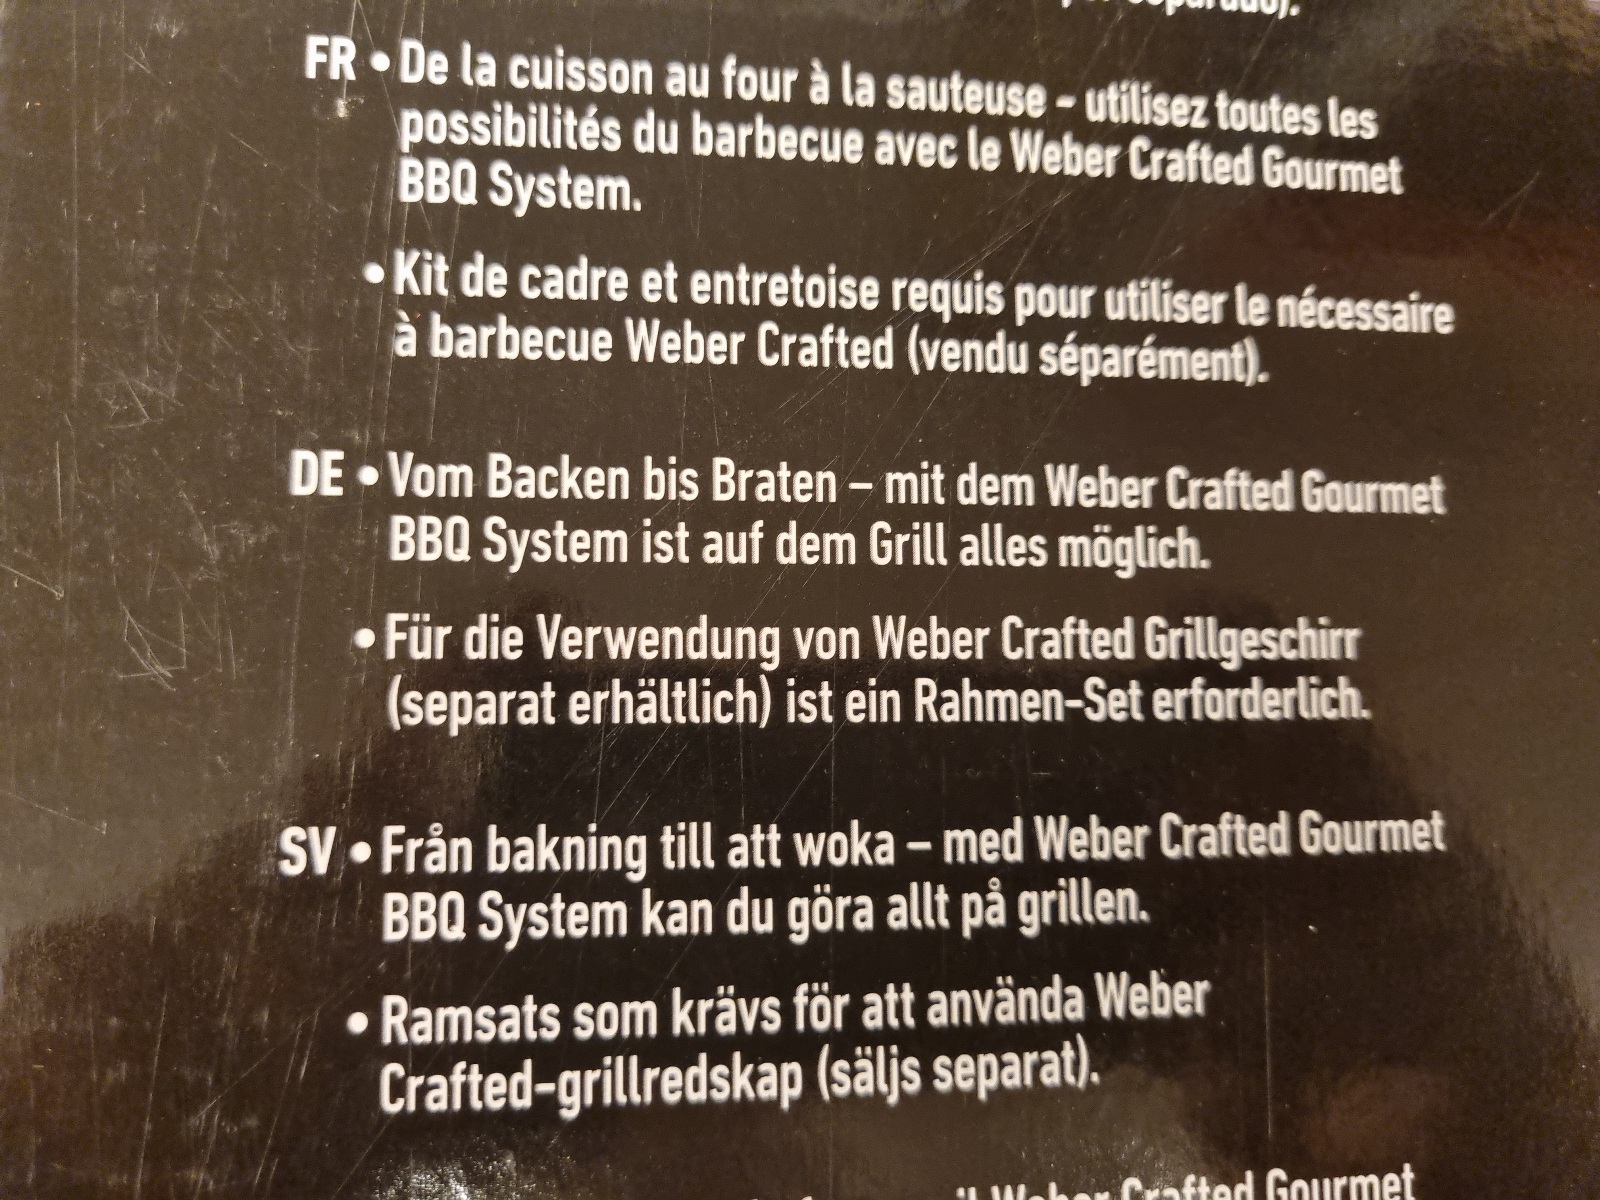 separado).
FR • De la cuisson au four à la sauteuse – utilisez toutes les
possibilités du barbecue avec le Weber Crafted Gourmet
BBQ System.
• Kit de cadre et entretoise requis pour utiliser le nécessaire
à barbecue Weber Crafted (vendu séparément).
DE • Vom Backen bis Braten – mit dem Weber Crafted Gourmet
BBQ System ist auf dem Grill alles möglich.
• Für die Verwendung von Weber Crafted Grillgeschirr
(separat erhältlich) ist ein Rahmen-Set erforderlich.
SV • Från bakning till att woka – med Weber Crafted Gourmet
BBQ System kan du göra allt på grillen.
• Ramsats som krävs för att använda Weber
Crafted-grillredskap (säljs separat).
il Weber Crafted Gourmet